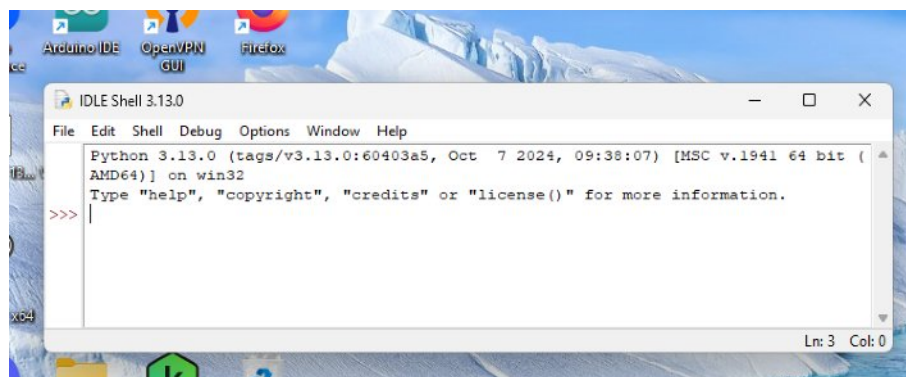 Arduino IDE
OpenVPN GUI
Firefox
ce
IDLE Shell 3.13.0
File Edit Shell Debug Options Window Help
Python 3.13.0 (tags/v3.13.0:60403a5, Oct  7 2024, 09:38:07) [MSC v.1941 64 bit (
AMD64)] on win32
Type "help", "copyright", "credits" or "license()" for more information.
>>>
x64
Ln: 3 Col: 0